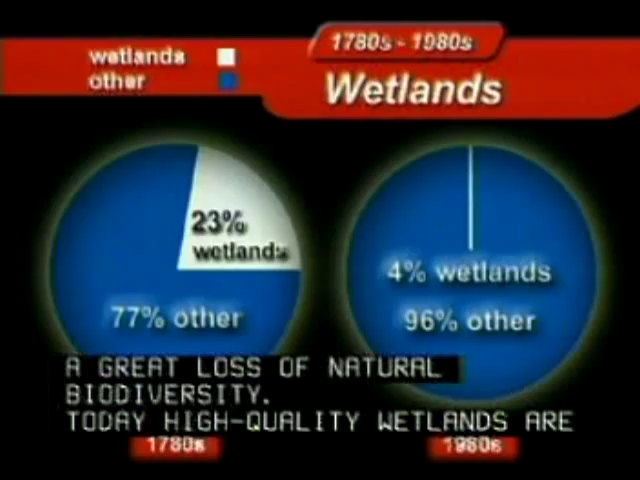 wetlands
other
1780s - 1980s
Wetlands
23%
wetlands
77% other
4% wetlands
96% other
A GREAT LOSS OF NATURAL
BIODIVERSITY.
TODAY HIGH-QUALITY WETLANDS ARE
1780s
1980s